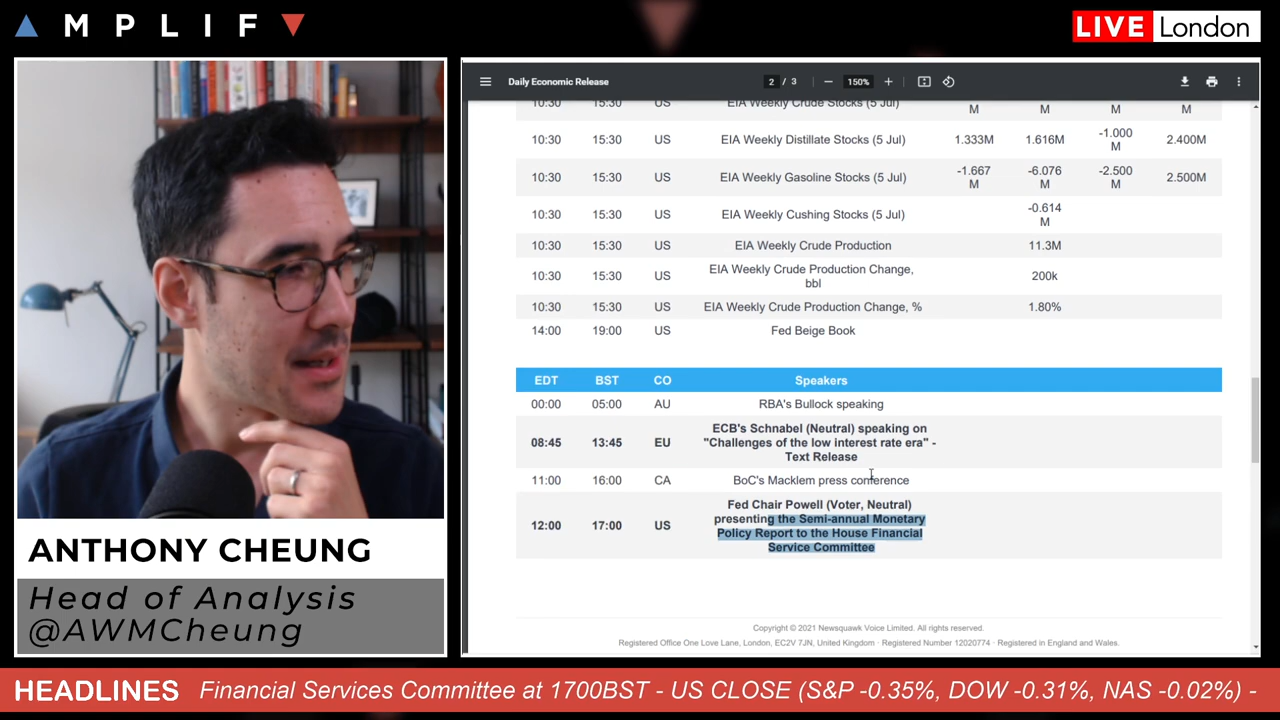 AMPLIFY
LIVE London
Daily Economic Release
2 / 3
150%
10:30 15:30 US EIA Weekly Crude Stocks (5 Jul) M M M
10:30 15:30 US EIA Weekly Distillate Stocks (5 Jul) 1.333M 1.616M -1.000 M 2.400M
10:30 15:30 US EIA Weekly Gasoline Stocks (5 Jul) -1.667 M -6.076 M -2.500 M 2.500M
10:30 15:30 US EIA Weekly Cushing Stocks (5 Jul) -0.614 M
10:30 15:30 US EIA Weekly Crude Production 11.3M
10:30 15:30 US EIA Weekly Crude Production Change,
bbl 200k
10:30 15:30 US EIA Weekly Crude Production Change, % 1.80%
14:00 19:00 US Fed Beige Book
EDT BST CO Speakers
00:00 05:00 AU RBA's Bullock speaking
08:45 13:45 EU ECB's Schnabel (Neutral) speaking on
"Challenges of the low interest rate era" -
Text Release
11:00 16:00 CA BoC's Macklem press conference
12:00 17:00 US Fed Chair Powell (Voter, Neutral)
presenting the Semi-annual Monetary
Policy Report to the House Financial
Service Committee
Copyright © 2021 Newsquawk Voice Limited. All rights reserved.
Registered Office One Love Lane, London, EC2V 7JN, United Kingdom · Registered Number 12020774 · Registered in England and Wales.
ANTHONY CHEUNG
Head of Analysis
@AWMCheung
HEADLINES Financial Services Committee at 1700BST - US CLOSE (S&P -0.35%, DOW -0.31%, NAS -0.02%) -